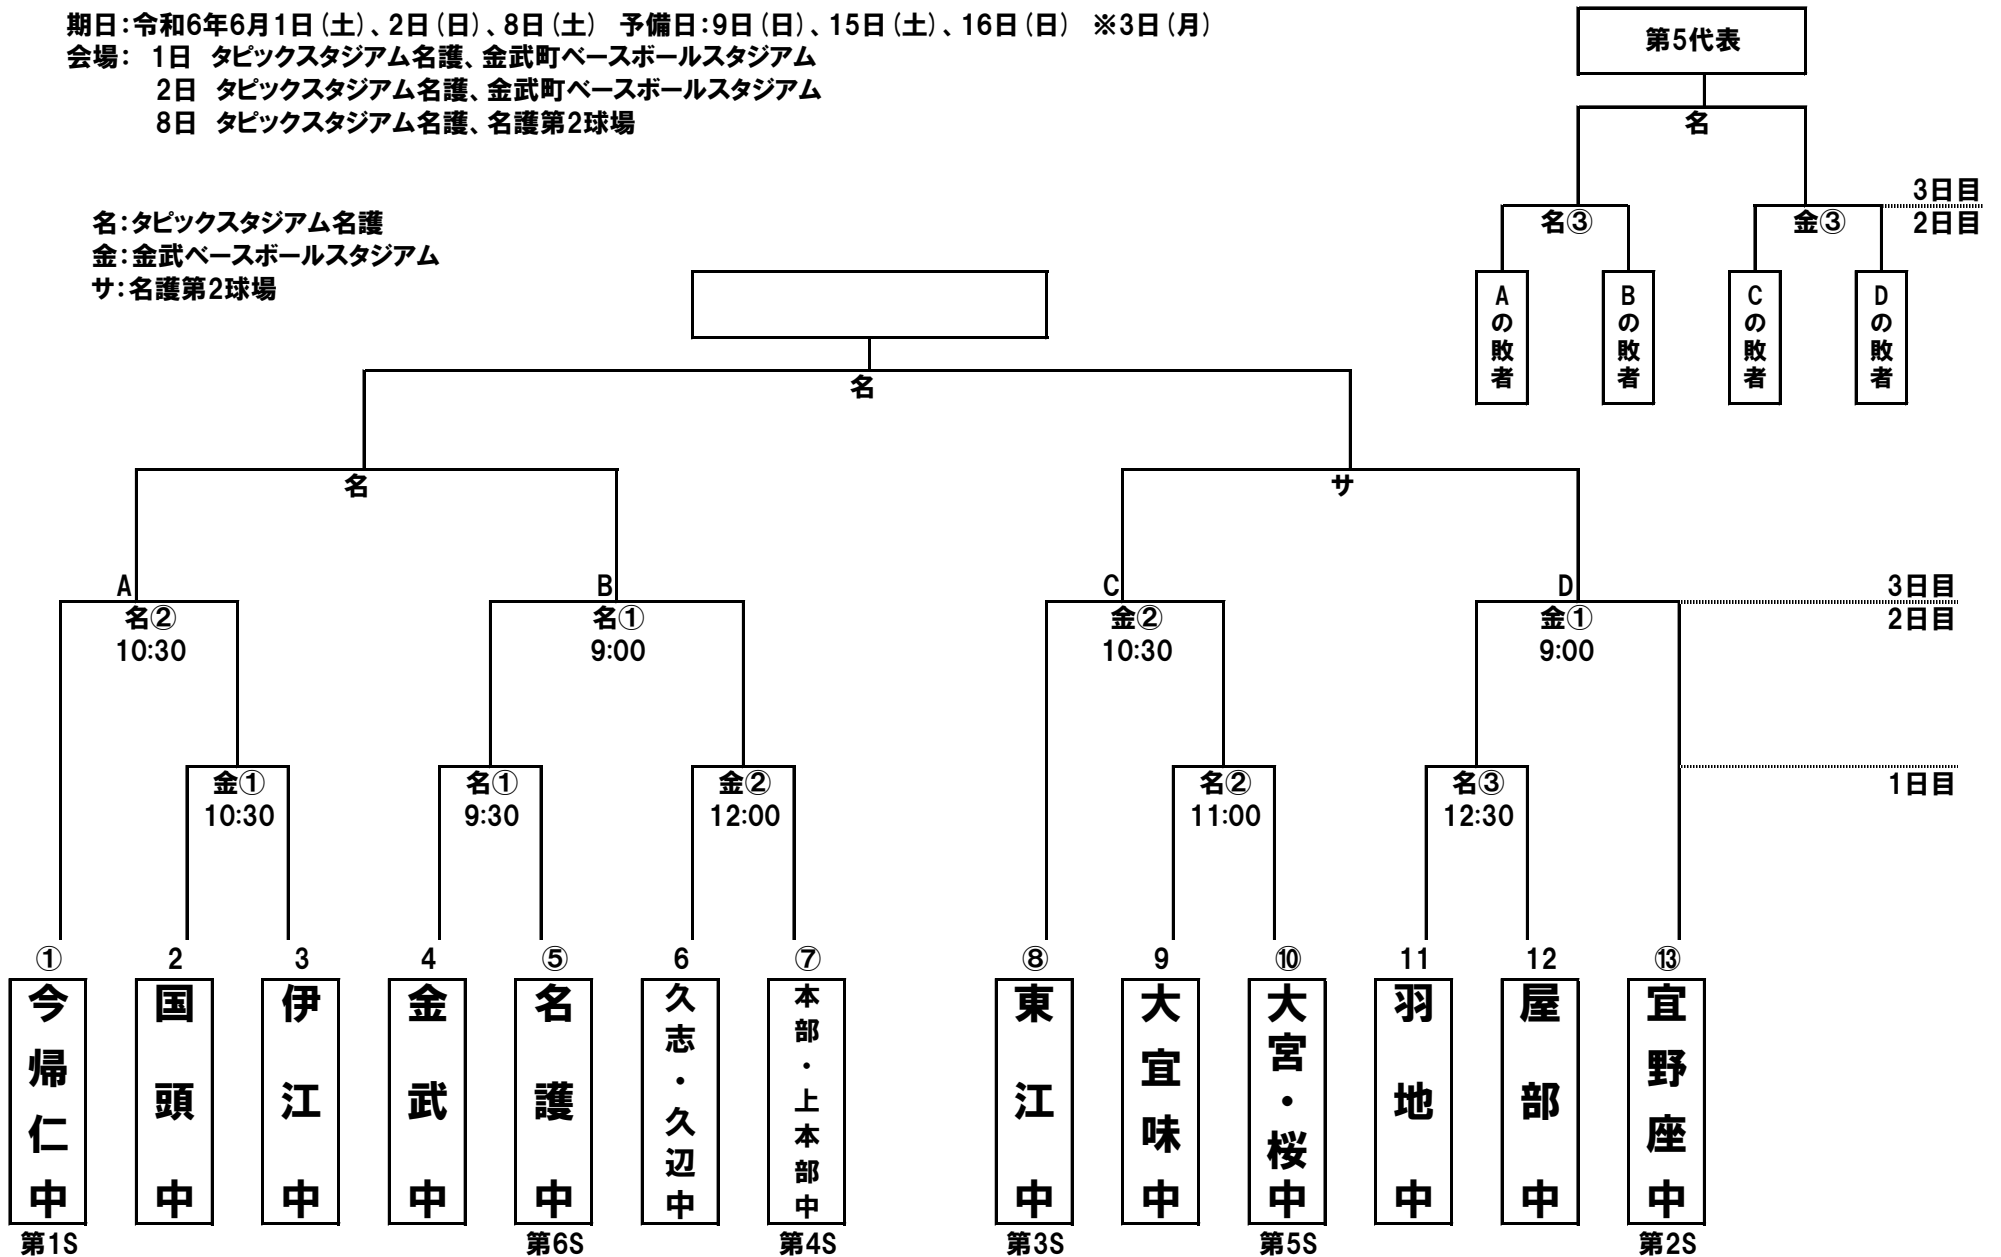 期日：令和6年6月1日（土）、2日（日）、8日（土）　予備日：9日（日）、15日（土）、16日（日）　※3日（月）
会場：　1日　タピックスタジアム名護、金武町ベースボールスタジアム
2日　タピックスタジアム名護、金武町ベースボールスタジアム
8日　タピックスタジアム名護、名護第2球場
第5代表
名
3日目
名③
金③
2日目
Aの敗者
Bの敗者
Cの敗者
Dの敗者
名：タピックスタジアム名護
金：金武ベースボールスタジアム
サ：名護第2球場
名
名
サ
A
B
C
D
3日目
名②
名①
金②
金①
2日目
10:30
9:00
10:30
9:00
金①
名①
金②
名②
名③
1日目
10:30
9:30
12:00
11:00
12:30
①
2
3
4
⑤
6
⑦
⑧
9
⑩
11
12
⑬
今帰仁中
国頭中
伊江中
金武中
名護中
久志・久辺中
本部・上本部中
東江中
大宜味中
大宮・桜中
羽地中
屋部中
宜野座中
第1S
第6S
第4S
第3S
第5S
第2S